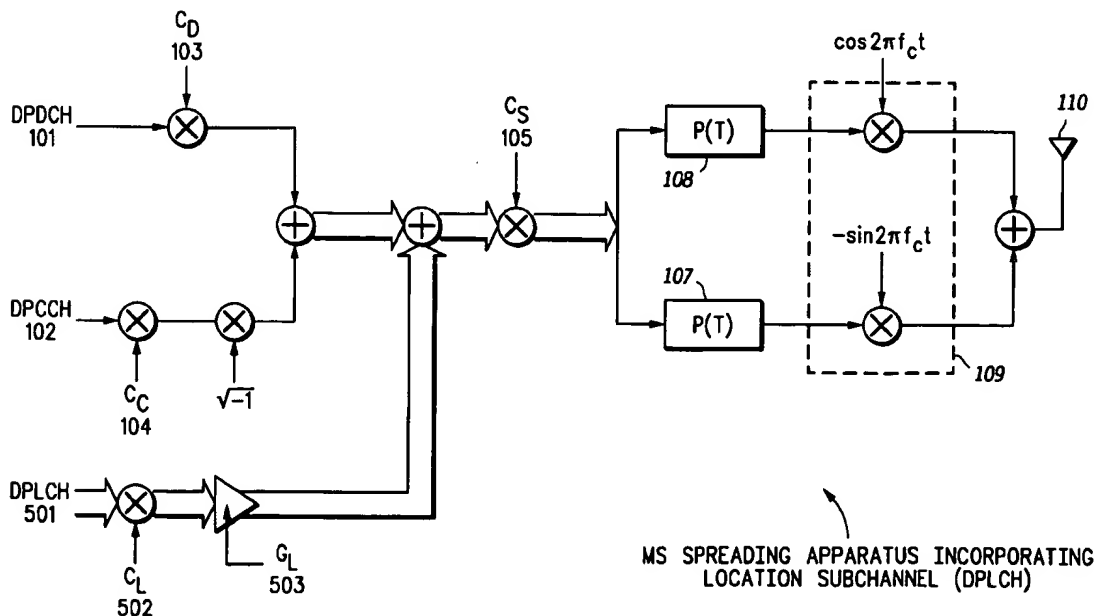 C_D
103
DPDCH
101
C_S
105
cos2πf_ct
P(T)
108
110
DPCCH
102
C_C
104
√-1
-sin2πf_ct
107
P(T)
109
DPLCH
501
C_L
502
G_L
503
MS SPREADING APPARATUS INCORPORATING
LOCATION SUBCHANNEL (DPLCH)